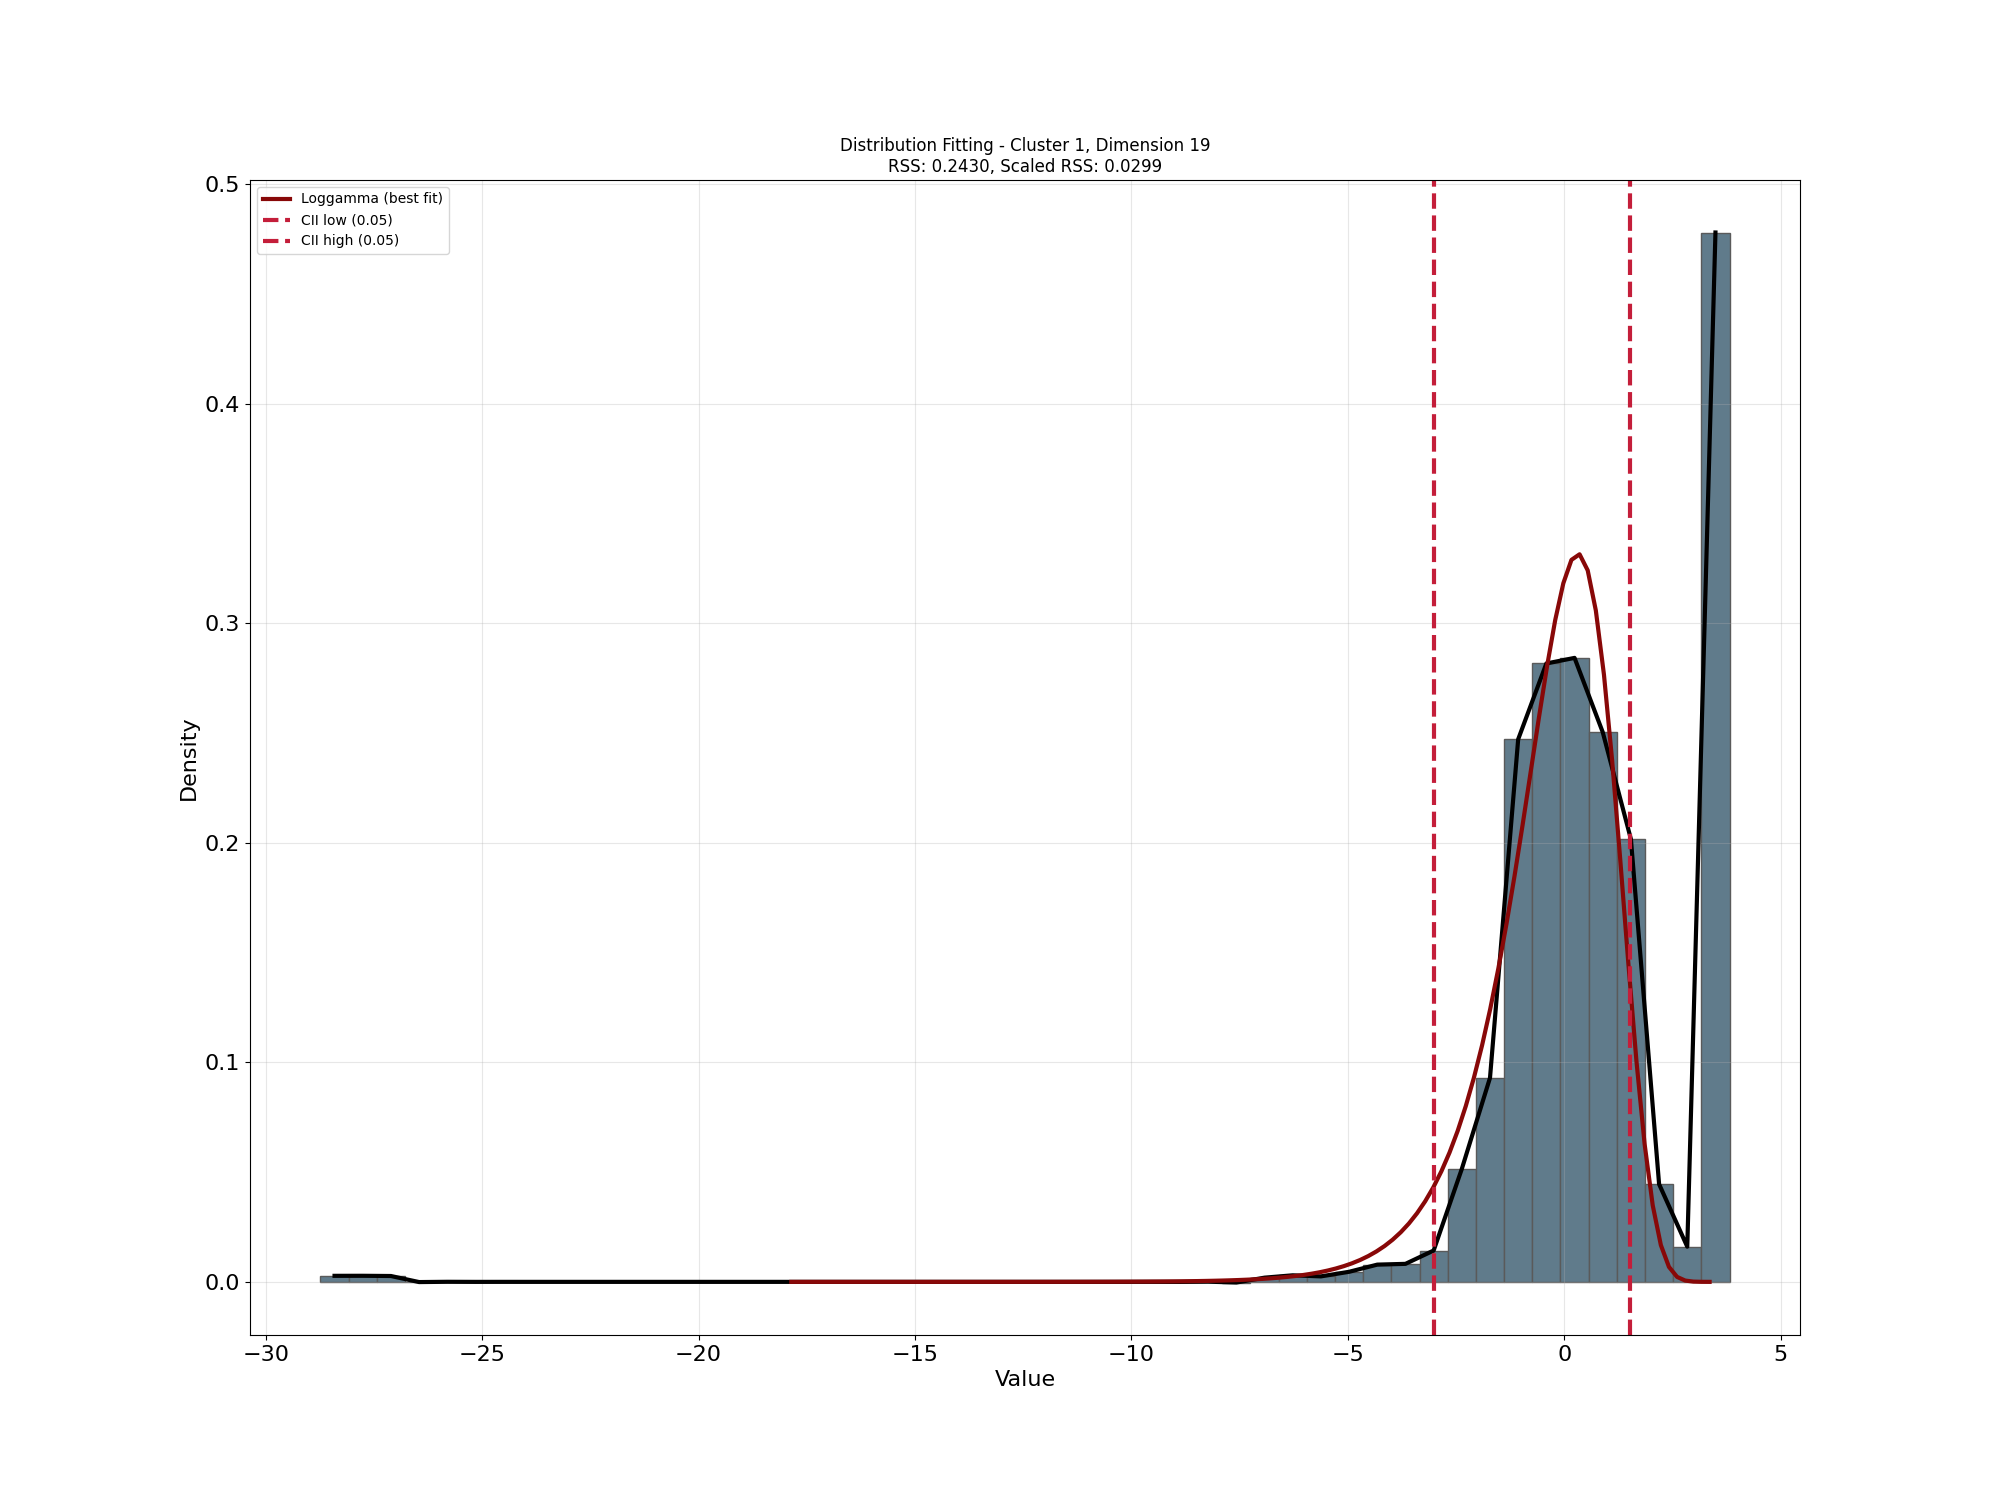 Distribution Fitting - Cluster 1, Dimension 19
RSS: 0.2430, Scaled RSS: 0.0299
Loggamma (best fit)
CII low (0.05)
CII high (0.05)
0.5
0.4
0.3
0.2
0.1
0.0
Density
−30 −25 −20 −15 −10 −5 0 5
Value